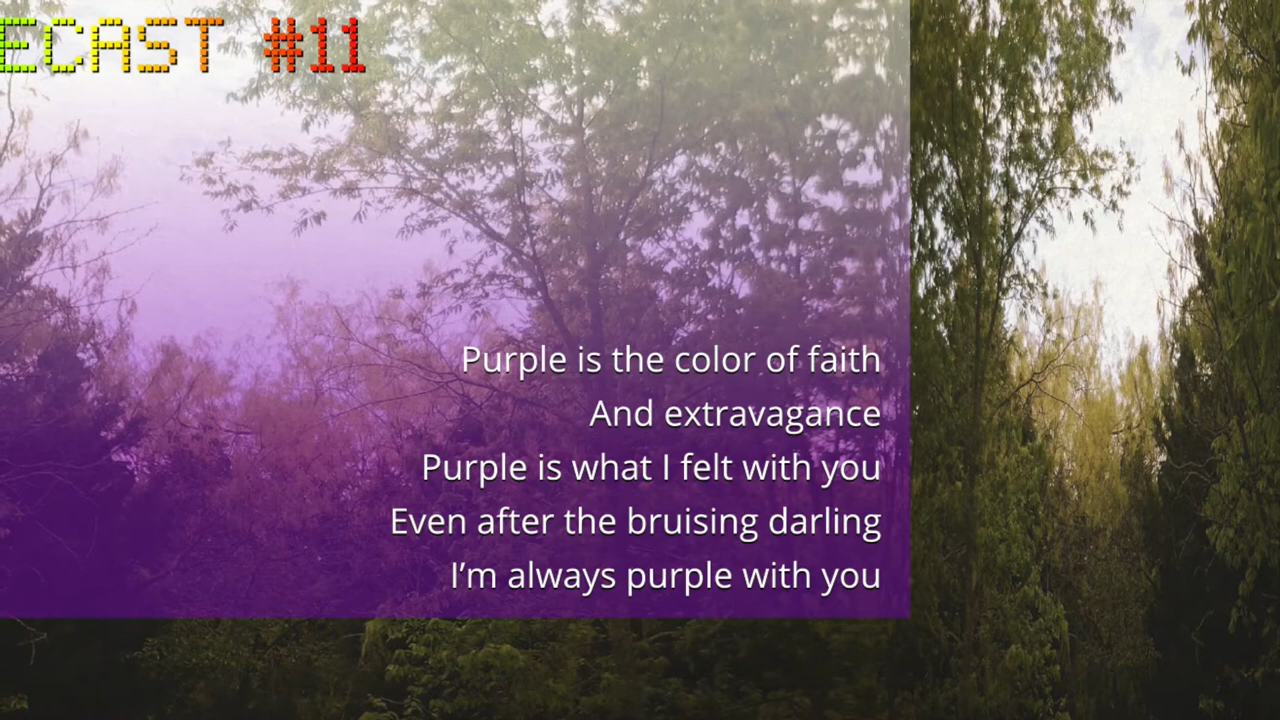 ECAST #11
Purple is the color of faith
And extravagance
Purple is what I felt with you
Even after the bruising darling
I’m always purple with you